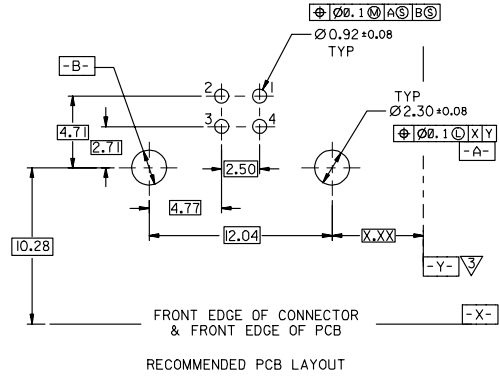 ⌖ Ø0.1 Ⓜ AⓈ BⓈ
Ø0.92±0.08
TYP
-B-
2 1
3 4
TYP
Ø2.30±0.08
⌖ Ø0.1 Ⓛ X Y
-A-
4.71
2.71
2.50
4.77
10.28
12.04
X.XX
-Y- 3
-X-
FRONT EDGE OF CONNECTOR
& FRONT EDGE OF PCB
RECOMMENDED PCB LAYOUT